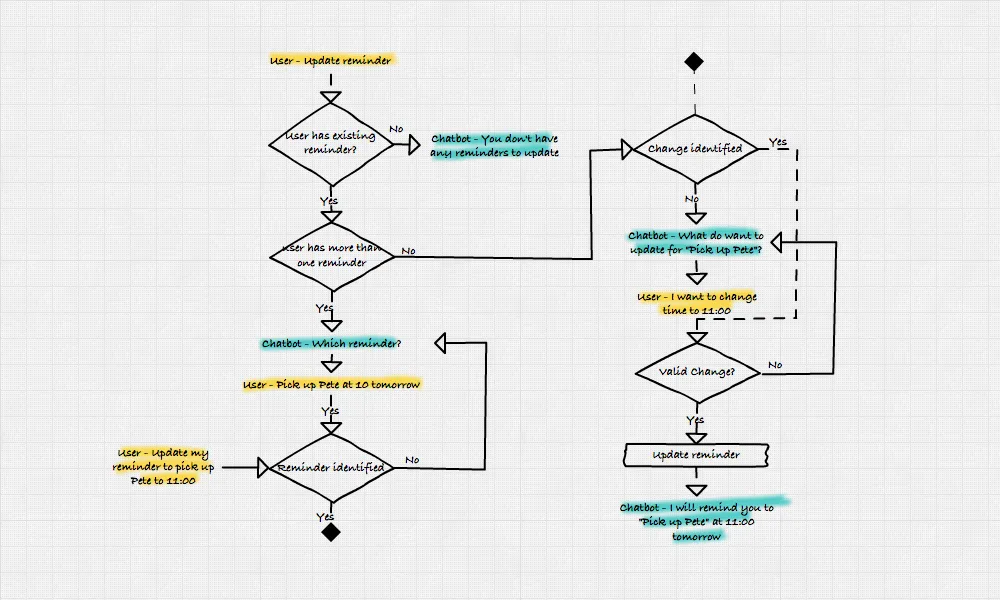 User - Update reminder
User has existing
reminder?
No
Chatbot - You don't have
any reminders to update
Yes
User has more than
one reminder
No
Yes
Chatbot - Which reminder?
User - Pick up Pete at 10 tomorrow
Yes
User - Update my
reminder to pick up
Pete to 11:00
Reminder identified
No
Yes
Change identified
Yes
No
Chatbot - What do want to
update for "Pick Up Pete"?
User - I want to change
time to 11:00
Valid Change?
No
Yes
Update reminder
Chatbot - I will remind you to
"Pick up Pete" at 11:00
tomorrow